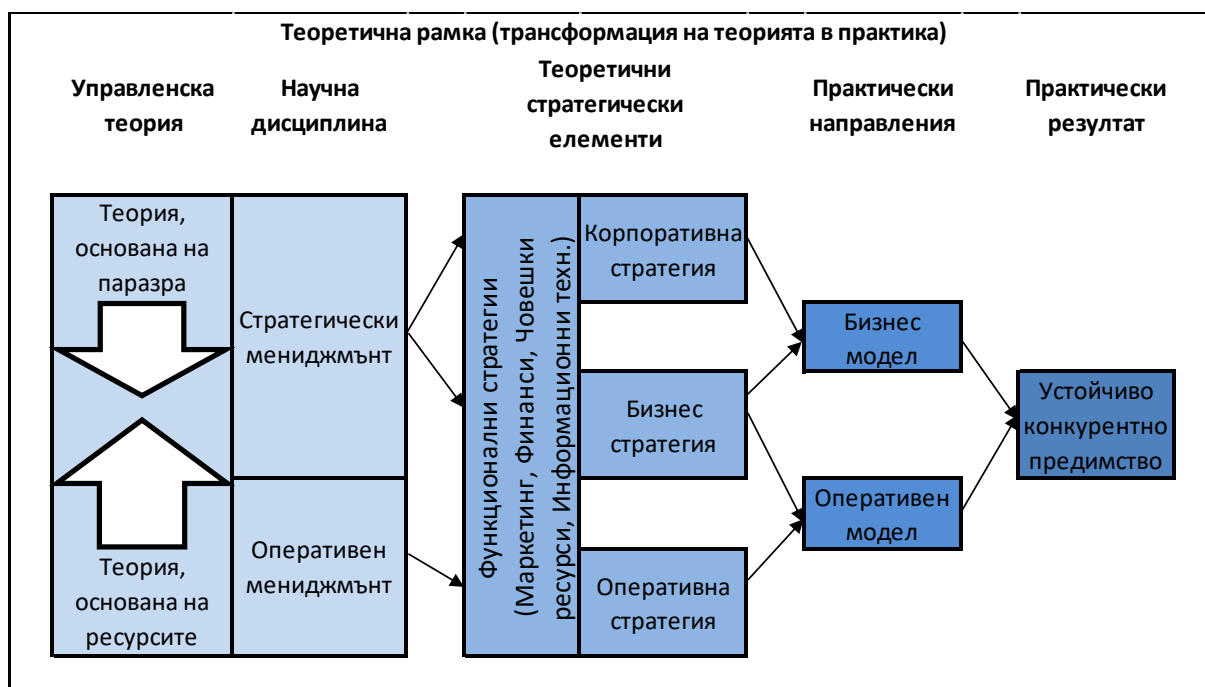 Теоретична рамка (трансформация на теорията в практика)
Управленска
теория
Научна
дисциплина
Теоретични
стратегически
елементи
Практически
направления
Практически
резултат
Теория,
основана на
паразра
Теория,
основана на
ресурсите
Стратегически
мениджмънт
Оперативен
мениджмънт
Функционални стратегии
(Маркетинг, Финанси, Човешки
ресурси, Информационни техн.)
Корпоративна
стратегия
Бизнес
стратегия
Оперативна
стратегия
Бизнес
модел
Оперативен
модел
Устойчиво
конкурентно
предимство